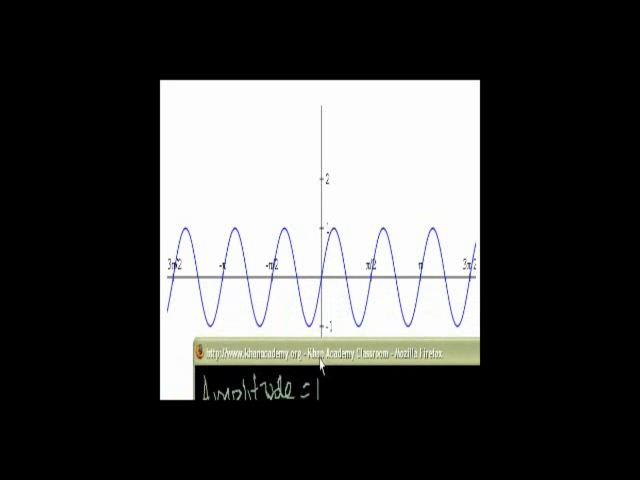 2
1
3π/2 -π -π/2 π/2 π 3π/2
-1
http://www.khanacademy.org - Khan Academy Classroom - Mozilla Firefox
Amplitude = 1